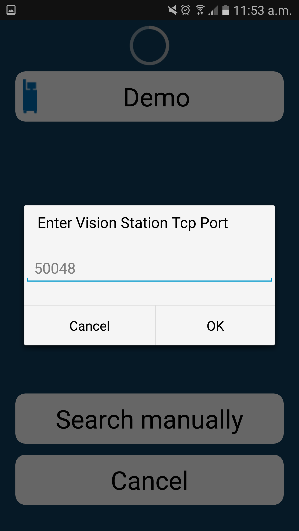 11:53 a.m.
Demo
Enter Vision Station Tcp Port
50048
Cancel
OK
Search manually
Cancel